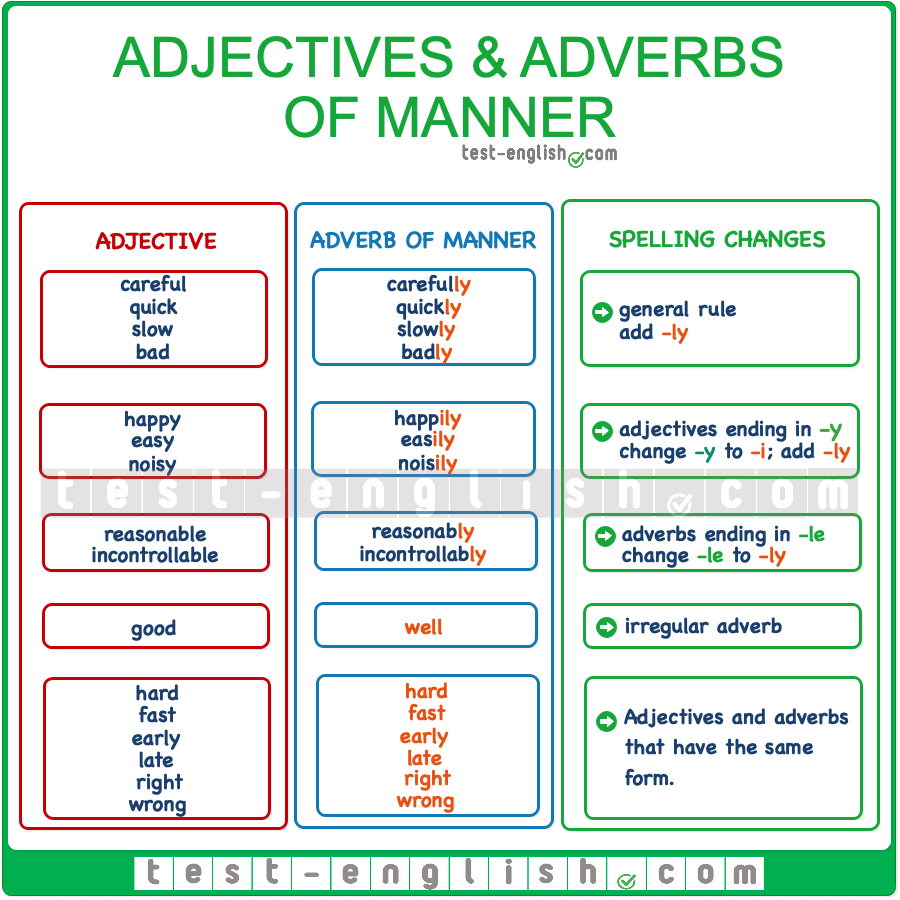 ADJECTIVES & ADVERBS
OF MANNER
test-english.com
ADJECTIVE
careful
quick
slow
bad
happy
easy
noisy
reasonable
incontrollable
good
hard
fast
early
late
right
wrong
ADVERB OF MANNER
carefully
quickly
slowly
badly
happily
easily
noisily
reasonably
incontrollably
well
hard
fast
early
late
right
wrong
SPELLING CHANGES
general rule
add -ly
adjectives ending in -y
change -y to -i; add -ly
adverbs ending in -le
change -le to -ly
irregular adverb
Adjectives and adverbs
that have the same
form.
test-english.com
test-english.com